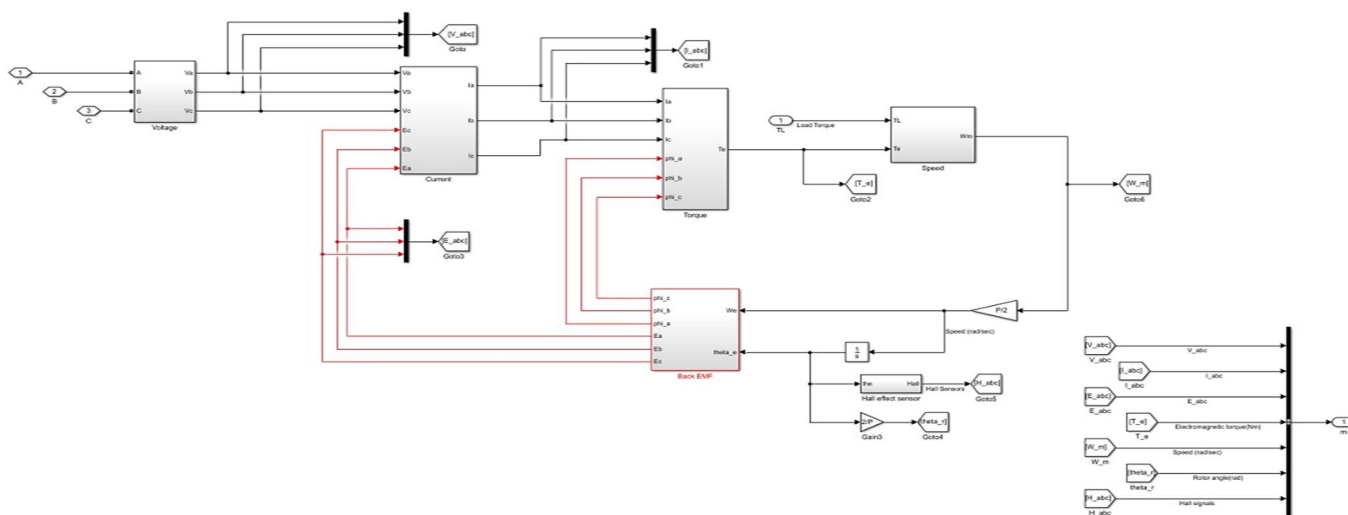 [V_abc]
Goto
1
A
2
B
3
C
A
B
C
Va
Vb
Vc
Voltage
Va
Vb
Vc
Ec
Eb
Ea
Ia
Ib
Ic
Current
[I_abc]
Goto1
Ia
Ib
Ic
phi_a
phi_b
phi_c
Te
Torque
1
TL
Load Torque
TL
Te
Wm
Speed
[T_e]
Goto2
[W_m]
Goto6
[E_abc]
Goto3
phi_c
phi_b
phi_a
Ea
Eb
Ec
We
theta_e
Back EMF
P/2
Speed (rad/sec)
1
s
the
Hall
Hall effect sensor
Hall Sensors
[H_abc]
Goto5
2/P
Gain3
[theta_r]
Goto4
[V_abc]
V_abc
V_abc
[I_abc]
I_abc
I_abc
[E_abc]
E_abc
E_abc
[T_e]
T_e
Electromagnetic torque(Nm)
[W_m]
W_m
Speed (rad/sec)
[theta_r]
theta_r
Rotor angle(rad)
[H_abc]
H_abc
Hall signals
1
m